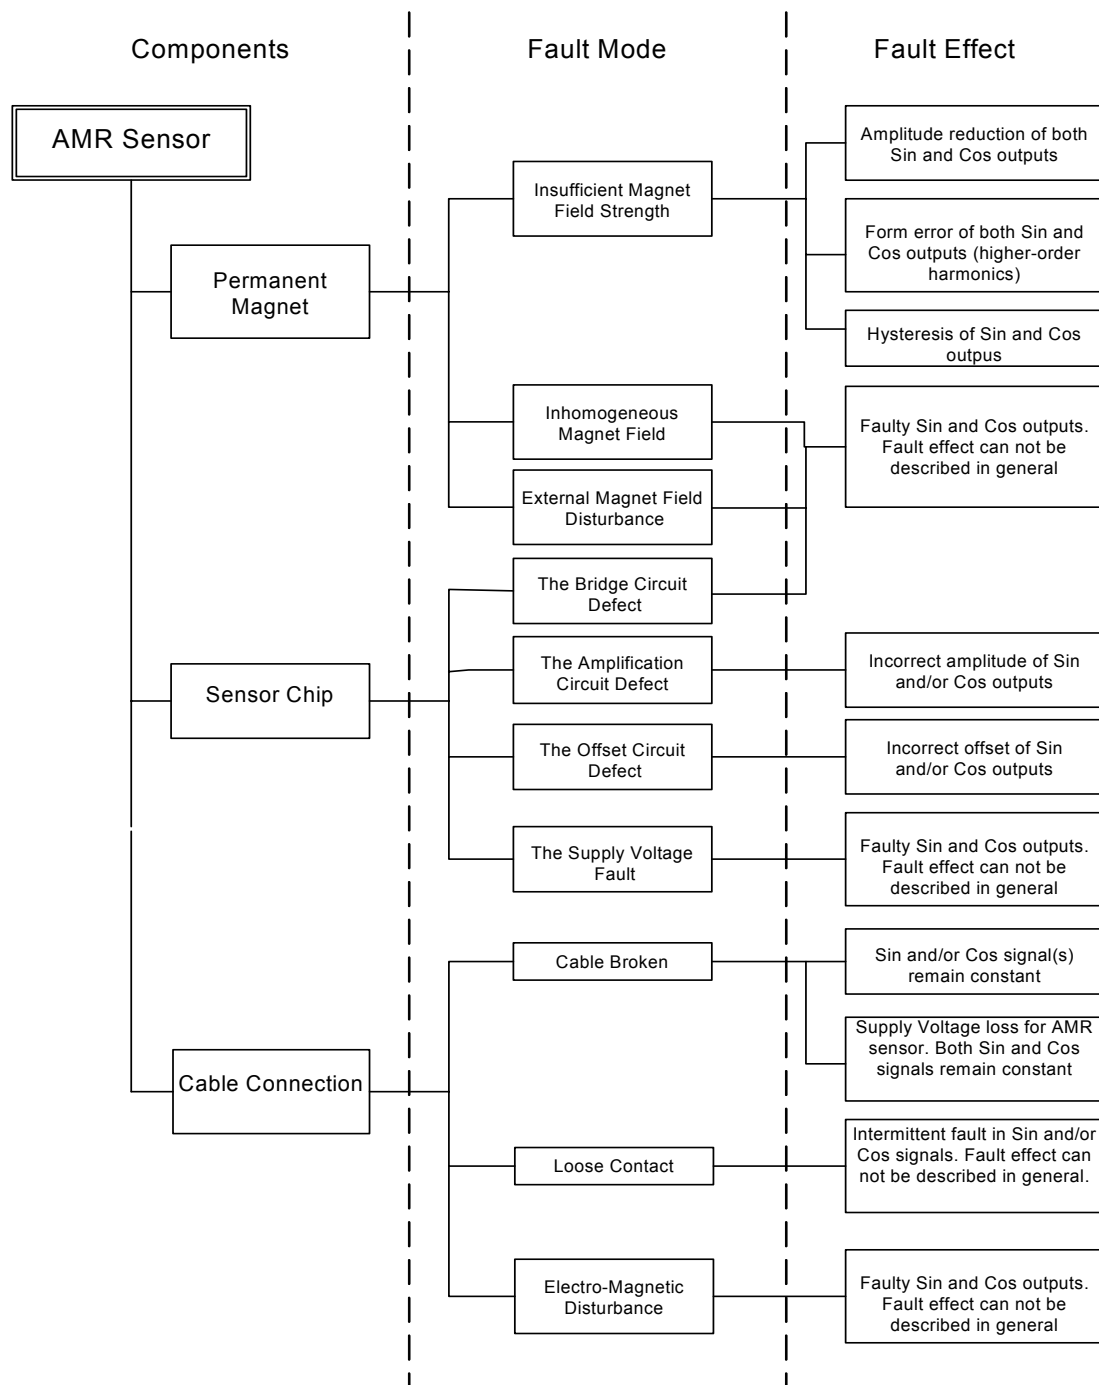 Components
Fault Mode
Fault Effect
AMR Sensor
Permanent
Magnet
Insufficient Magnet
Field Strength
Amplitude reduction of both
Sin and Cos outputs
Form error of both Sin and
Cos outputs (higher-order
harmonics)
Hysteresis of Sin and Cos
outpus
Inhomogeneous
Magnet Field
Faulty Sin and Cos outputs.
Fault effect can not be
described in general
External Magnet Field
Disturbance
Sensor Chip
The Bridge Circuit
Defect
The Amplification
Circuit Defect
Incorrect amplitude of Sin
and/or Cos outputs
The Offset Circuit
Defect
Incorrect offset of Sin
and/or Cos outputs
The Supply Voltage
Fault
Faulty Sin and Cos outputs.
Fault effect can not be
described in general
Cable Connection
Cable Broken
Sin and/or Cos signal(s)
remain constant
Supply Voltage loss for AMR
sensor. Both Sin and Cos
signals remain constant
Loose Contact
Intermittent fault in Sin and/or
Cos signals. Fault effect can
not be described in general.
Electro-Magnetic
Disturbance
Faulty Sin and Cos outputs.
Fault effect can not be
described in general